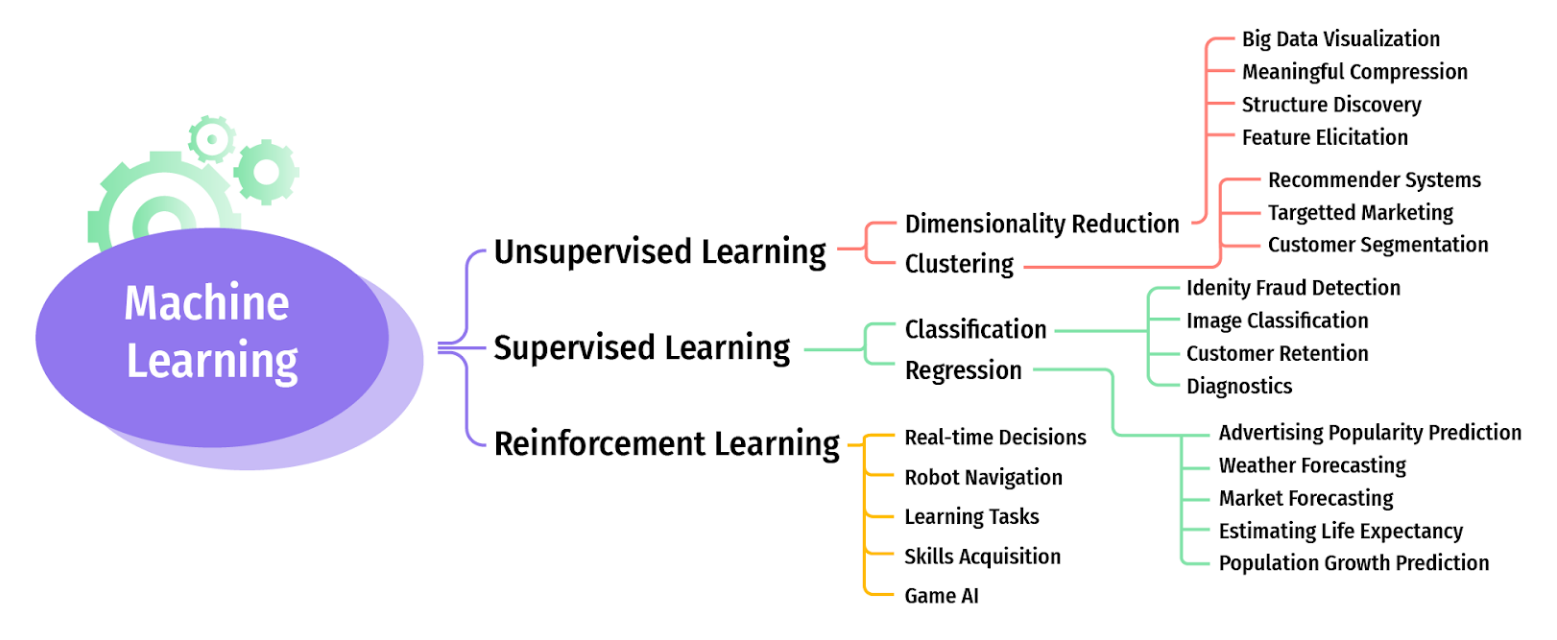 Machine
Learning
Unsupervised Learning
Dimensionality Reduction
Big Data Visualization
Meaningful Compression
Structure Discovery
Feature Elicitation
Clustering
Recommender Systems
Targetted Marketing
Customer Segmentation
Supervised Learning
Classification
Idenity Fraud Detection
Image Classification
Customer Retention
Diagnostics
Regression
Advertising Popularity Prediction
Weather Forecasting
Market Forecasting
Estimating Life Expectancy
Population Growth Prediction
Reinforcement Learning
Real-time Decisions
Robot Navigation
Learning Tasks
Skills Acquisition
Game AI